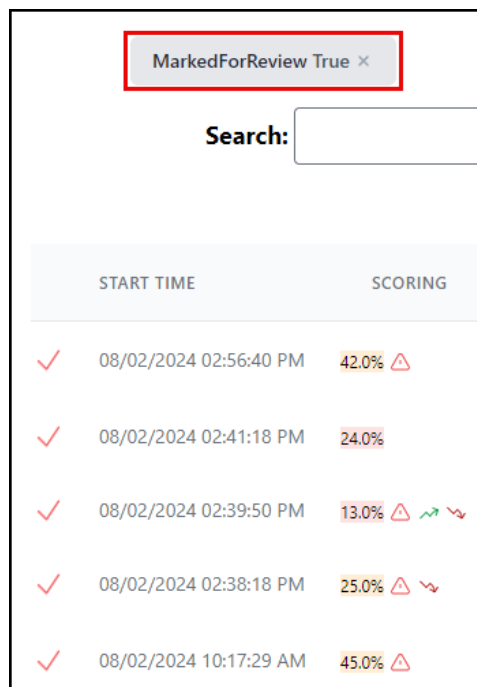 MarkedForReview True ×
Search:
START TIME SCORING
08/02/2024 02:56:40 PM 42.0%
08/02/2024 02:41:18 PM 24.0%
08/02/2024 02:39:50 PM 13.0%
08/02/2024 02:38:18 PM 25.0%
08/02/2024 10:17:29 AM 45.0%